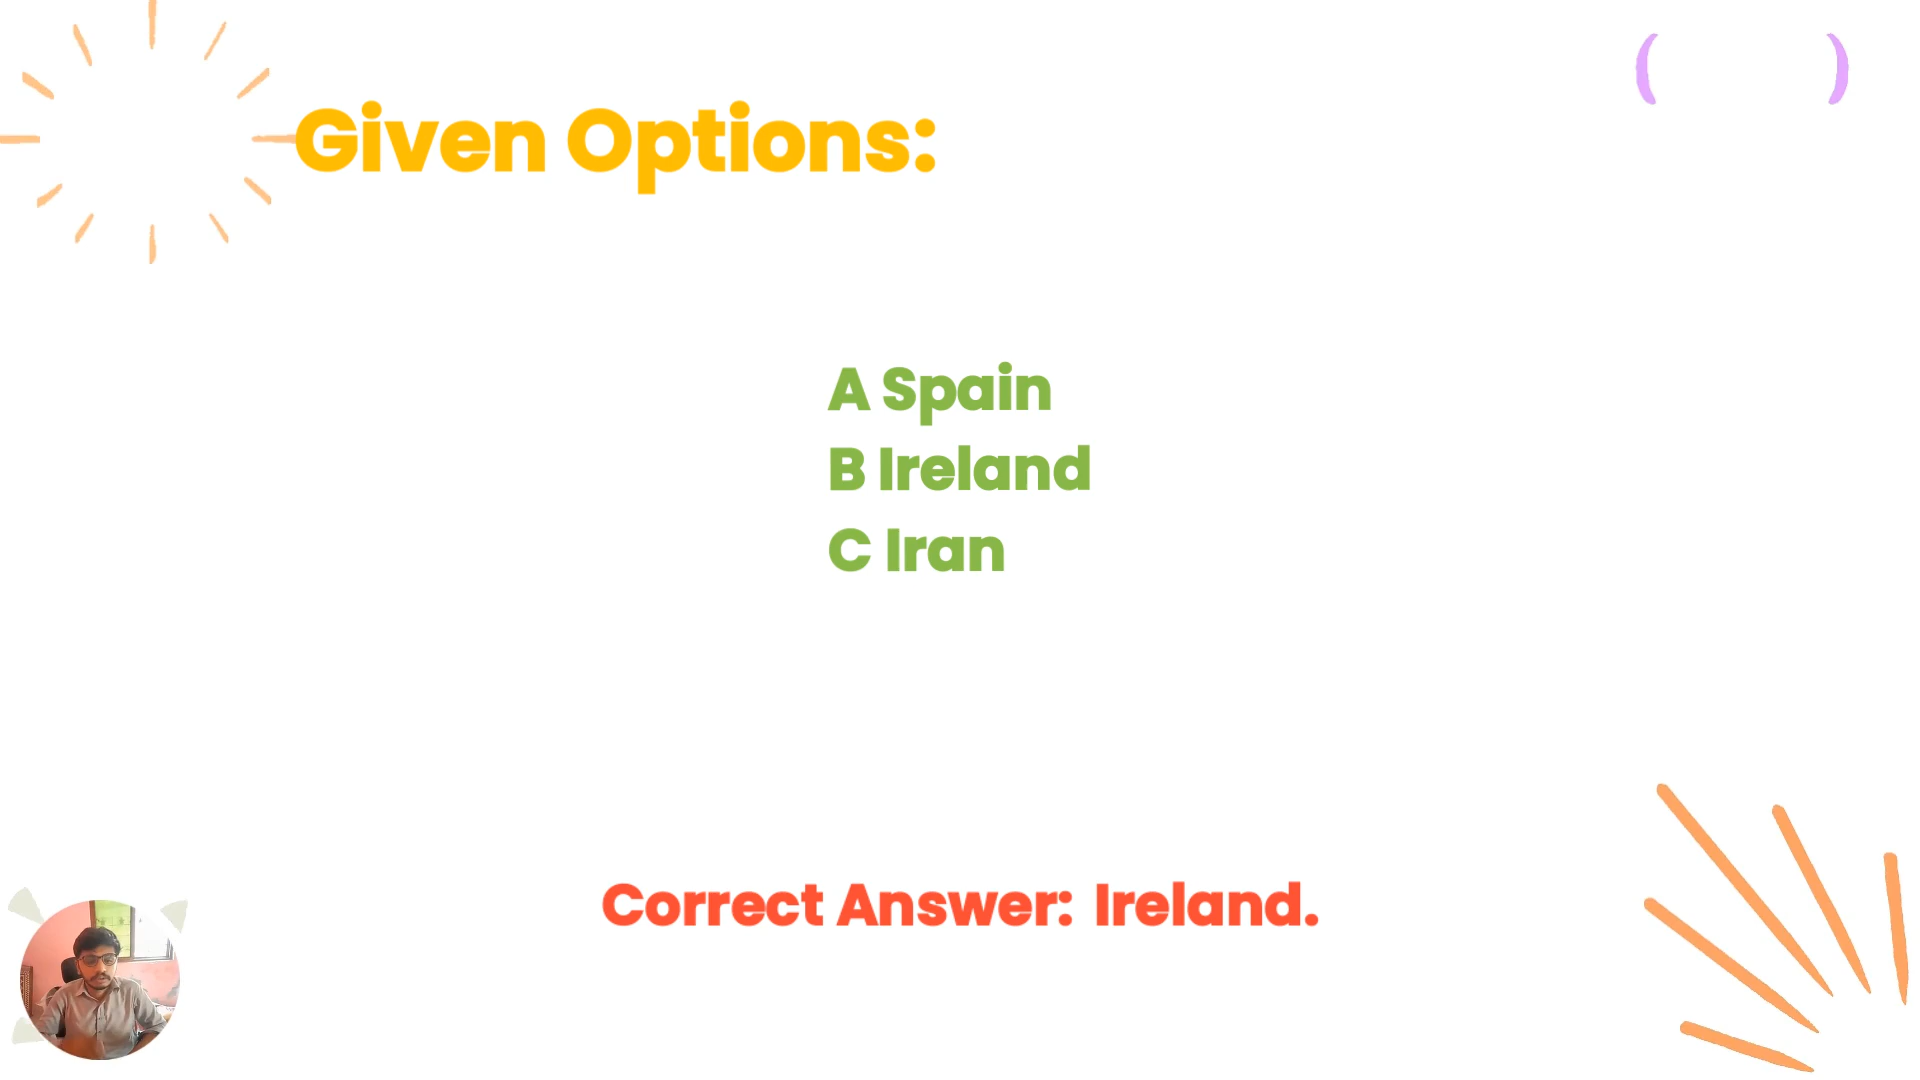 Given Options:
A Spain
B Ireland
C Iran
Correct Answer: Ireland.